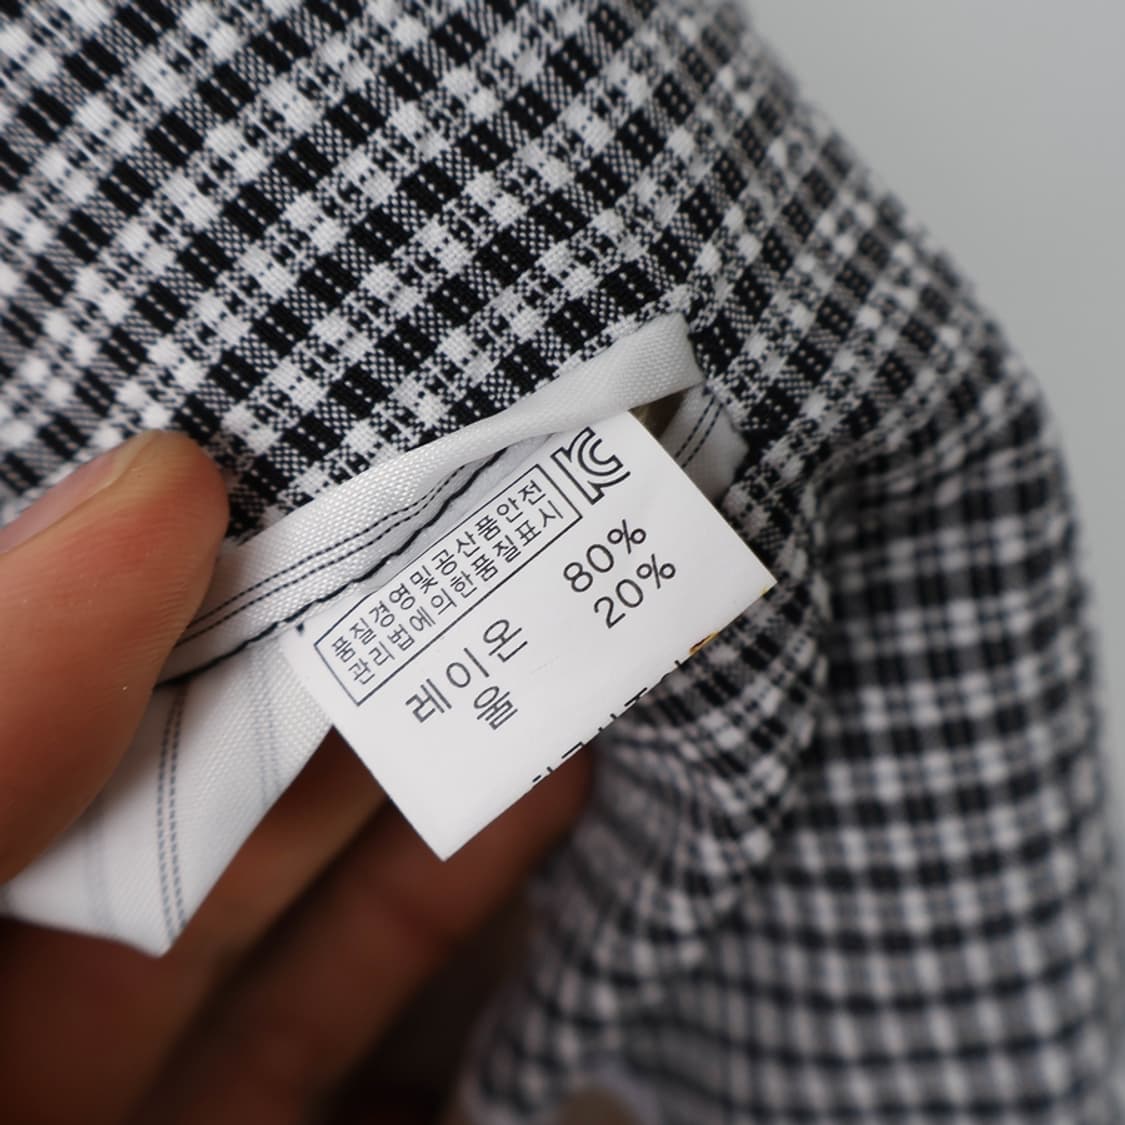 품질경영및공산품안전
관리법에의한품질표시
레이온 80%
울 20%